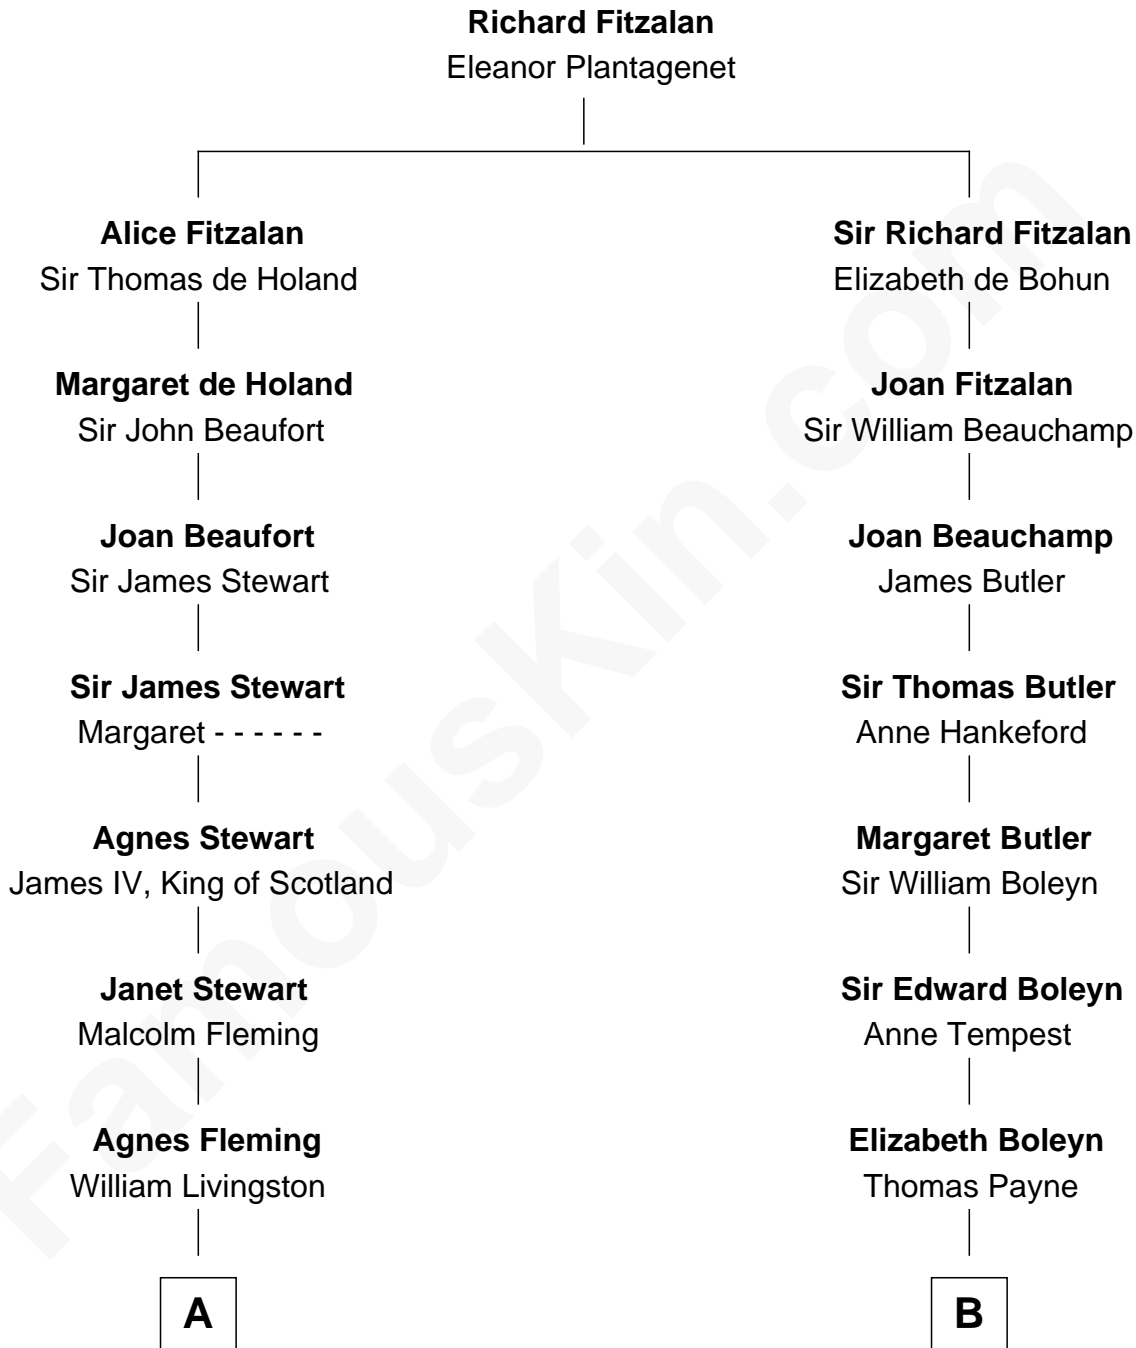 Richard Fitzalan
Eleanor Plantagenet
Alice Fitzalan
Sir Thomas de Holand
Margaret de Holand
Sir John Beaufort
Joan Beaufort
Sir James Stewart
Sir James Stewart
Margaret - - - - - -
Agnes Stewart
James IV, King of Scotland
Janet Stewart
Malcolm Fleming
Agnes Fleming
William Livingston
A
Sir Richard Fitzalan
Elizabeth de Bohun
Joan Fitzalan
Sir William Beauchamp
Joan Beauchamp
James Butler
Sir Thomas Butler
Anne Hankeford
Margaret Butler
Sir William Boleyn
Sir Edward Boleyn
Anne Tempest
Elizabeth Boleyn
Thomas Payne
B
FamousKin.com